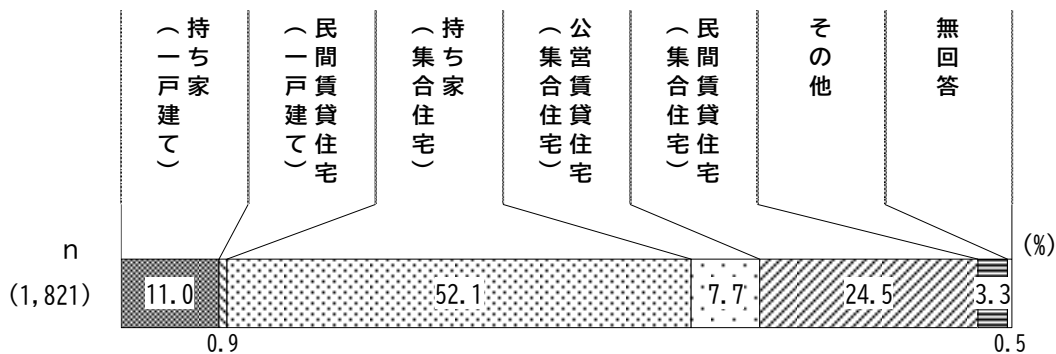 持ち家
（一戸建て）
民間賃貸住宅
（一戸建て）
持ち家
（集合住宅）
公営賃貸住宅
（集合住宅）
民間賃貸住宅
（集合住宅）
その他
無回答
n
(%)
(1,821)
11.0
52.1
7.7
24.5
3.3
0.9
0.5